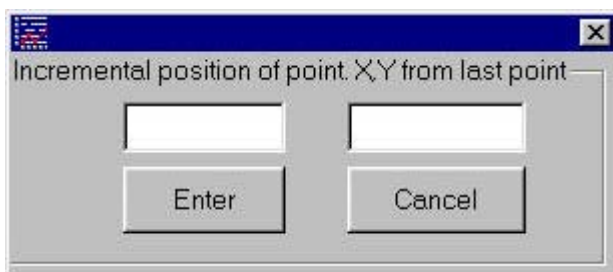 Incremental position of point. X,Y from last point
Enter
Cancel